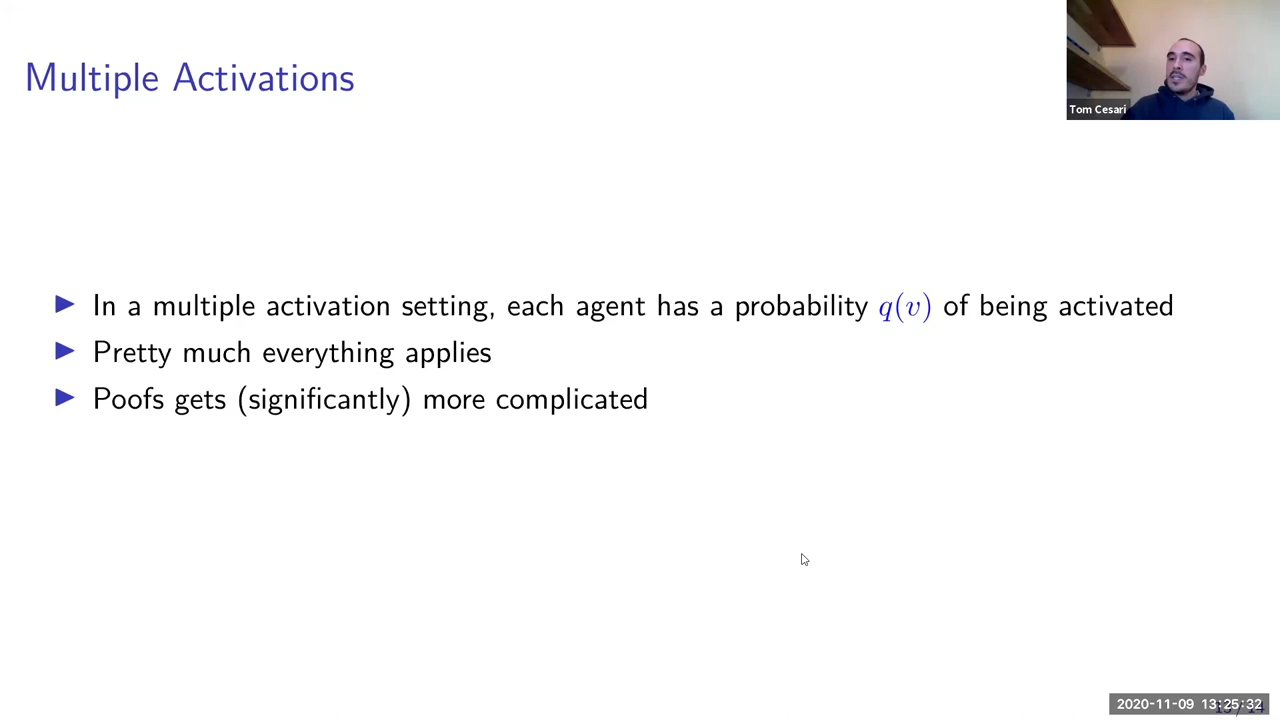 Multiple Activations
Tom Cesari
▶ In a multiple activation setting, each agent has a probability q(v) of being activated
▶ Pretty much everything applies
▶ Poofs gets (significantly) more complicated
2020-11-09 13:25:32